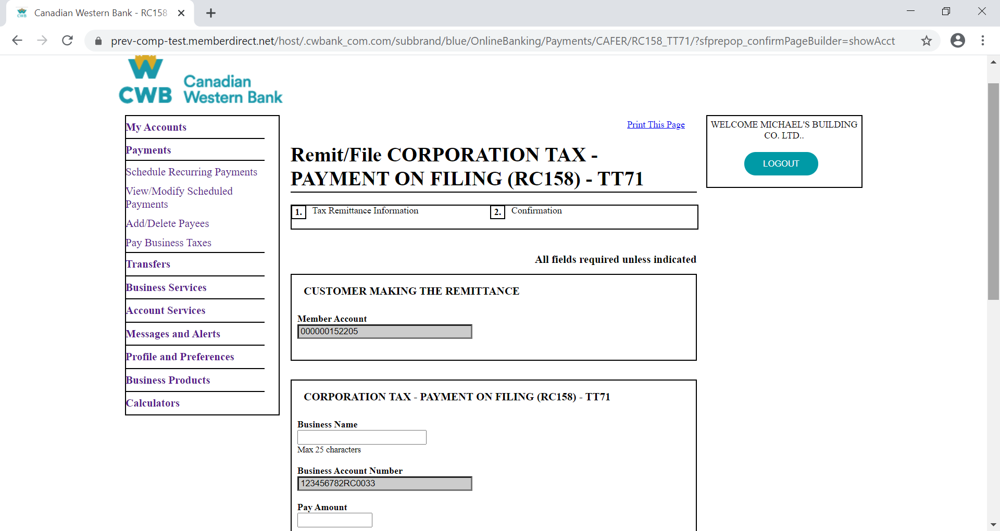 Canadian Western Bank - RC158
prev-comp-test.memberdirect.net/host/.cwbank_com.com/subbrand/blue/OnlineBanking/Payments/CAFER/RC158_TT71/?sfprepop_confirmPageBuilder=showAcct
CWB
Canadian
Western Bank
My Accounts
Payments
Schedule Recurring Payments
View/Modify Scheduled
Payments
Add/Delete Payees
Pay Business Taxes
Transfers
Business Services
Account Services
Messages and Alerts
Profile and Preferences
Business Products
Calculators
Print This Page
Remit/File CORPORATION TAX -
PAYMENT ON FILING (RC158) - TT71
1. Tax Remittance Information
2. Confirmation
All fields required unless indicated
CUSTOMER MAKING THE REMITTANCE
Member Account
000000152205
CORPORATION TAX - PAYMENT ON FILING (RC158) - TT71
Business Name
Max 25 characters
Business Account Number
123456782RC0033
Pay Amount
WELCOME MICHAEL'S BUILDING
CO. LTD..
LOGOUT